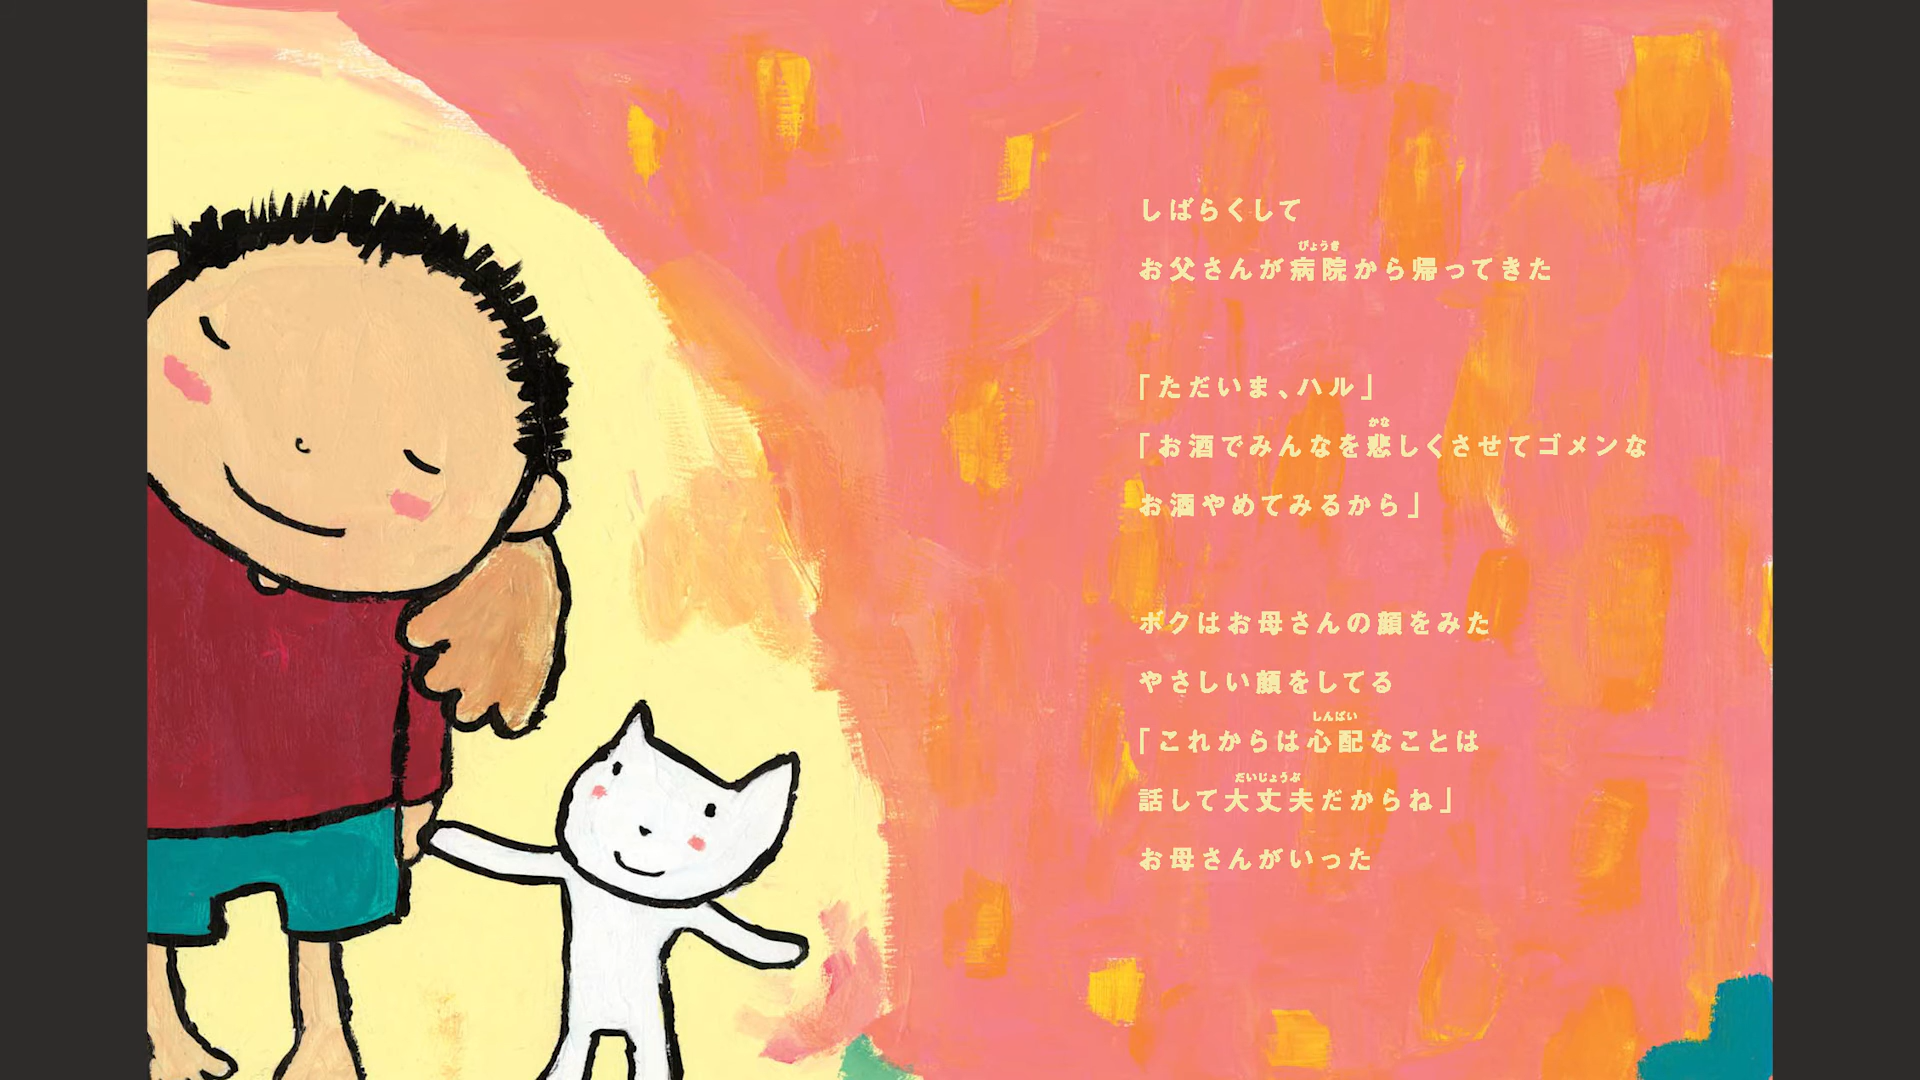 しばらくして
お父さんが病院から帰ってきた
「ただいま、ハル」
「お酒でみんなを悲しくさせてゴメンな
お酒やめてみるから」
ボクはお母さんの顔をみた
やさしい顔をしてる
「これからは心配なことは
話して大丈夫だからね」
お母さんがいった